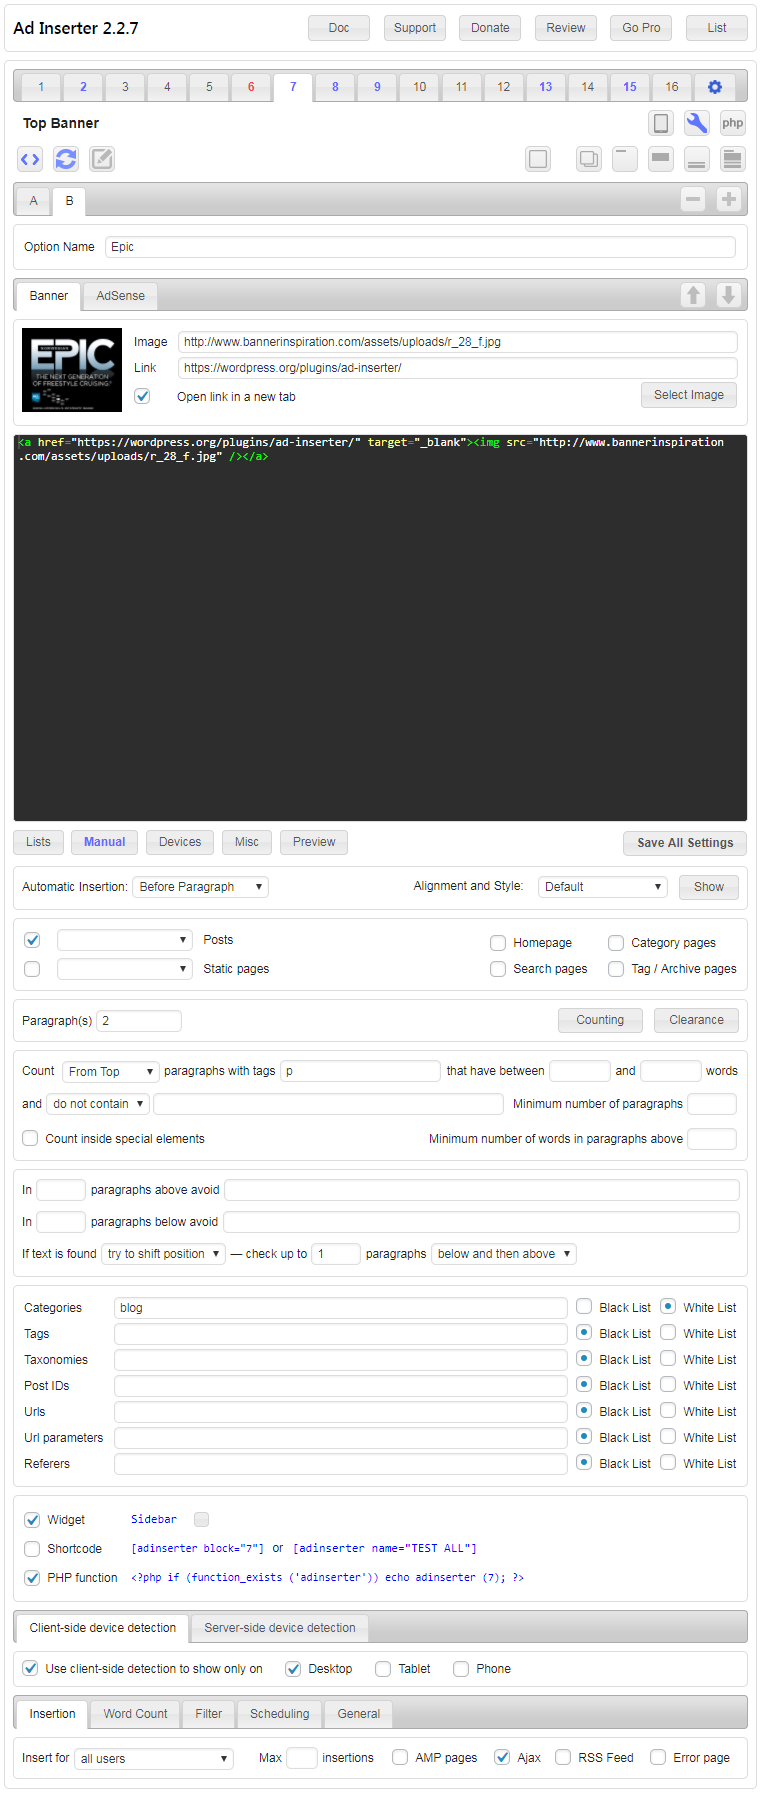 Ad Inserter 2.2.7 Doc Support Donate Review Go Pro List
1 2 3 4 5 6 7 8 9 10 11 12 13 14 15 16
Top Banner php
A B
Option Name Epic
Banner AdSense
EPIC
THE NEXT GENERATION
OF FREESTYLE CRUISING.
Image http://www.bannerinspiration.com/assets/uploads/r_28_f.jpg
Link https://wordpress.org/plugins/ad-inserter/
Open link in a new tab Select Image
<a href="https://wordpress.org/plugins/ad-inserter/" target="_blank"><img src="http://www.bannerinspiration
.com/assets/uploads/r_28_f.jpg" /></a>
Lists Manual Devices Misc Preview Save All Settings
Automatic Insertion: Before Paragraph Alignment and Style: Default Show
Posts Homepage Category pages
Static pages Search pages Tag / Archive pages
Paragraph(s) 2 Counting Clearance
Count From Top paragraphs with tags p that have between and words
and do not contain Minimum number of paragraphs
Count inside special elements Minimum number of words in paragraphs above
In paragraphs above avoid
In paragraphs below avoid
If text is found try to shift position — check up to 1 paragraphs below and then above
Categories blog Black List White List
Tags Black List White List
Taxonomies Black List White List
Post IDs Black List White List
Urls Black List White List
Url parameters Black List White List
Referers Black List White List
Widget Sidebar
Shortcode [adinserter block="7"] or [adinserter name="TEST ALL"]
PHP function <?php if (function_exists ('adinserter')) echo adinserter (7); ?>
Client-side device detection Server-side device detection
Use client-side detection to show only on Desktop Tablet Phone
Insertion Word Count Filter Scheduling General
Insert for all users Max insertions AMP pages Ajax RSS Feed Error page